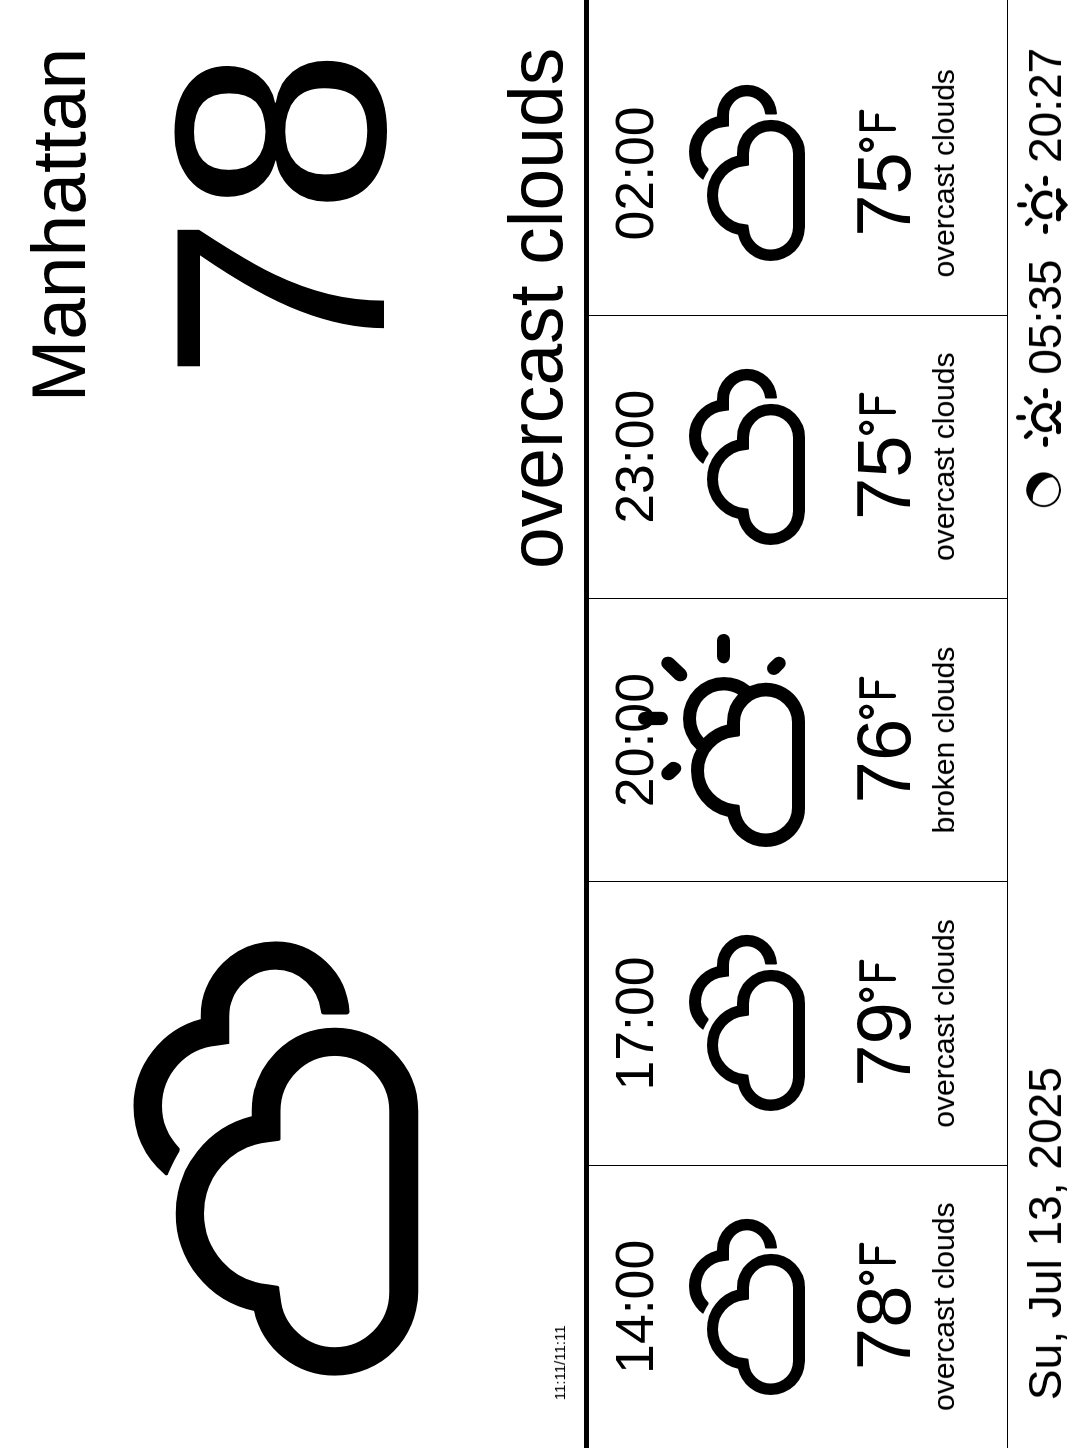 Manhattan
78
overcast clouds
11:11/11:11
14:00
78°F
overcast clouds
17:00
79°F
overcast clouds
20:00
76°F
broken clouds
23:00
75°F
overcast clouds
02:00
75°F
overcast clouds
Su, Jul 13, 2025
05:35
20:27